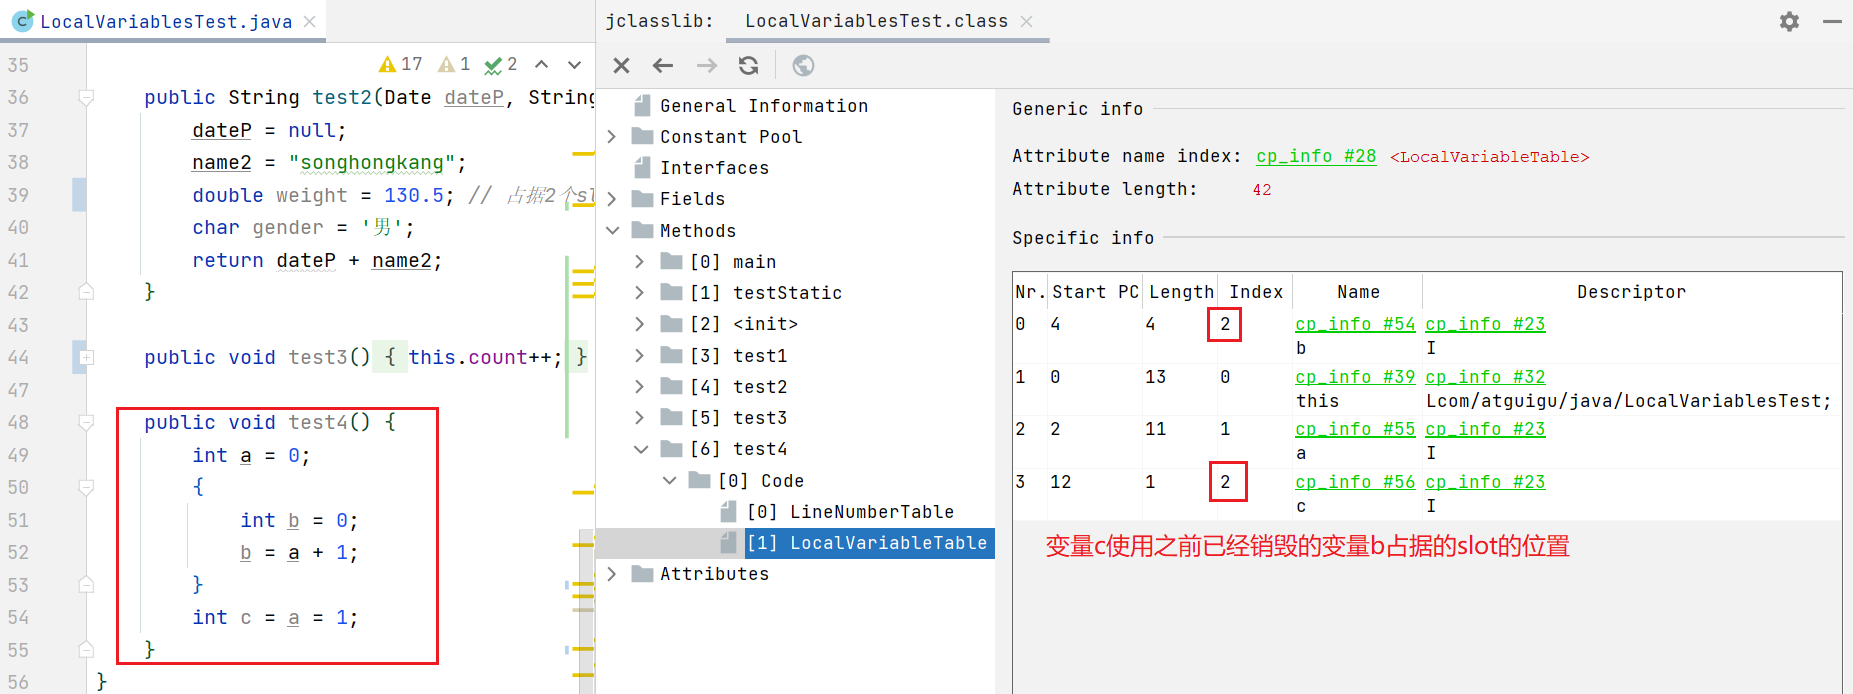 LocalVariablesTest.java
17 1 2
35
36 public String test2(Date dateP, String
37 dateP = null;
38 name2 = "songhongkang";
39 double weight = 130.5; // 占据2个sl
40 char gender = '男';
41 return dateP + name2;
42 }
43
44 public void test3() { this.count++; }
47
48 public void test4() {
49 int a = 0;
50 {
51 int b = 0;
52 b = a + 1;
53 }
54 int c = a = 1;
55 }
56 }
jclasslib: LocalVariablesTest.class
General Information
Constant Pool
Interfaces
Fields
Methods
[0] main
[1] testStatic
[2] <init>
[3] test1
[4] test2
[5] test3
[6] test4
[0] Code
[0] LineNumberTable
[1] LocalVariableTable
Attributes
Generic info
Attribute name index: cp_info #28 <LocalVariableTable>
Attribute length: 42
Specific info
Nr. Start PC Length Index Name Descriptor
0 4 4 2 cp_info #54 cp_info #23
b I
1 0 13 0 cp_info #39 cp_info #32
this Lcom/atguigu/java/LocalVariablesTest;
2 2 11 1 cp_info #55 cp_info #23
a I
3 12 1 2 cp_info #56 cp_info #23
c I
变量c使用之前已经销毁的变量b占据的slot的位置